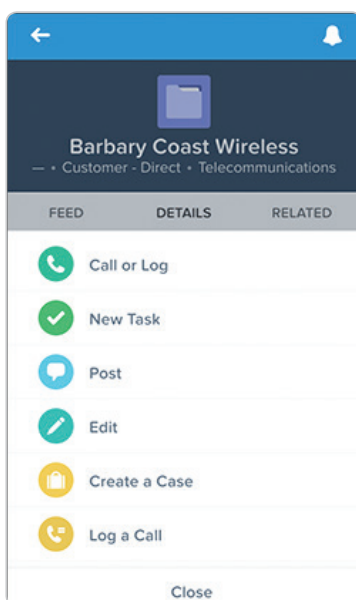 Barbary Coast Wireless
— • Customer - Direct • Telecommunications
FEED DETAILS RELATED
Call or Log
New Task
Post
Edit
Create a Case
Log a Call
Close